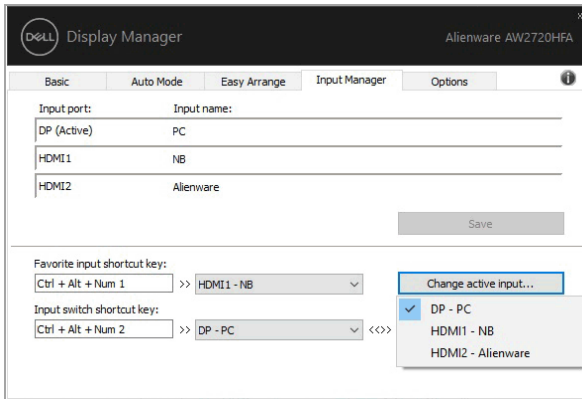 DELL Display Manager Alienware AW2720HFA
Basic Auto Mode Easy Arrange Input Manager Options
Input port: Input name:
DP (Active) PC
HDMI1 NB
HDMI2 Alienware
Save
Favorite input shortcut key:
Ctrl + Alt + Num 1 >> HDMI1 - NB Change active input...
Input switch shortcut key:
Ctrl + Alt + Num 2 >> DP - PC <<>>
DP - PC
HDMI1 - NB
HDMI2 - Alienware